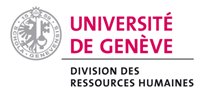 UNIVERSITÉ
DE GENÈVE
DIVISION DES
RESSOURCES HUMAINES